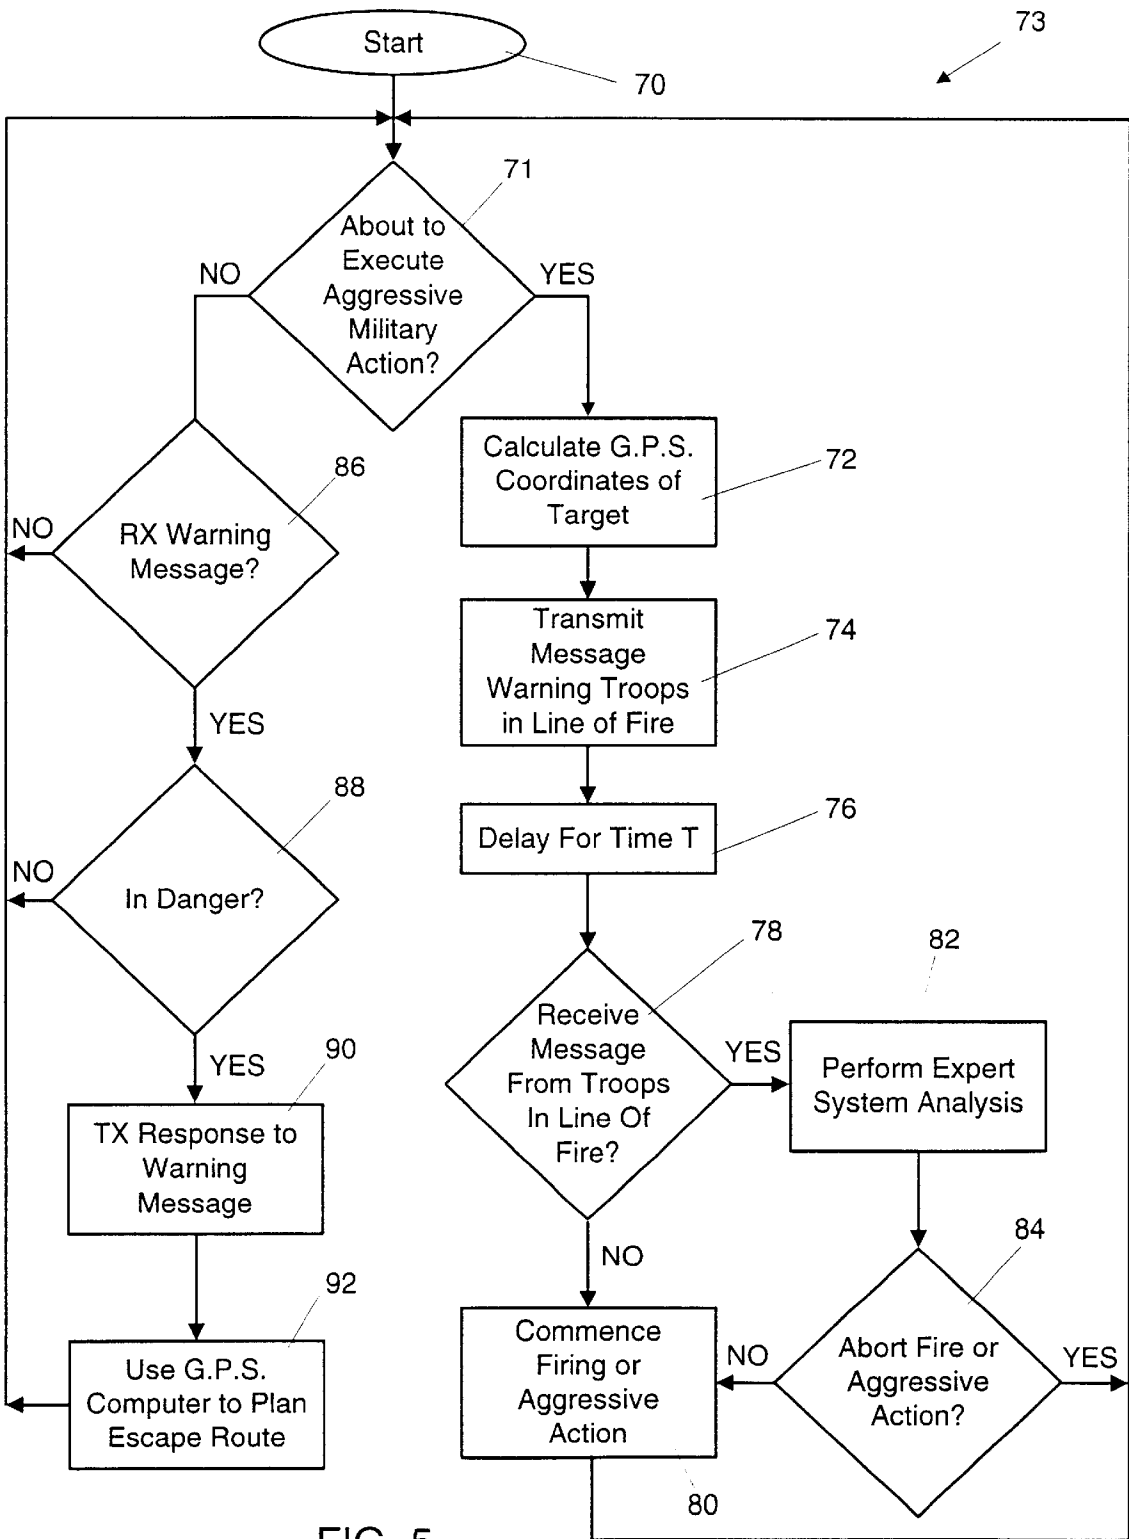 Start
70
73
71
About to
Execute
Aggressive
Military
Action?
NO
YES
Calculate G.P.S.
Coordinates of
Target
72
86
RX Warning
Message?
NO
YES
Transmit
Message
Warning Troops
in Line of Fire
74
88
In Danger?
NO
YES
Delay For Time T
76
78
Receive
Message
From Troops
In Line Of
Fire?
YES
NO
82
Perform Expert
System Analysis
90
TX Response to
Warning
Message
84
Abort Fire or
Aggressive
Action?
NO
YES
92
Use G.P.S.
Computer to Plan
Escape Route
Commence
Firing or
Aggressive
Action
80
FIG. 5